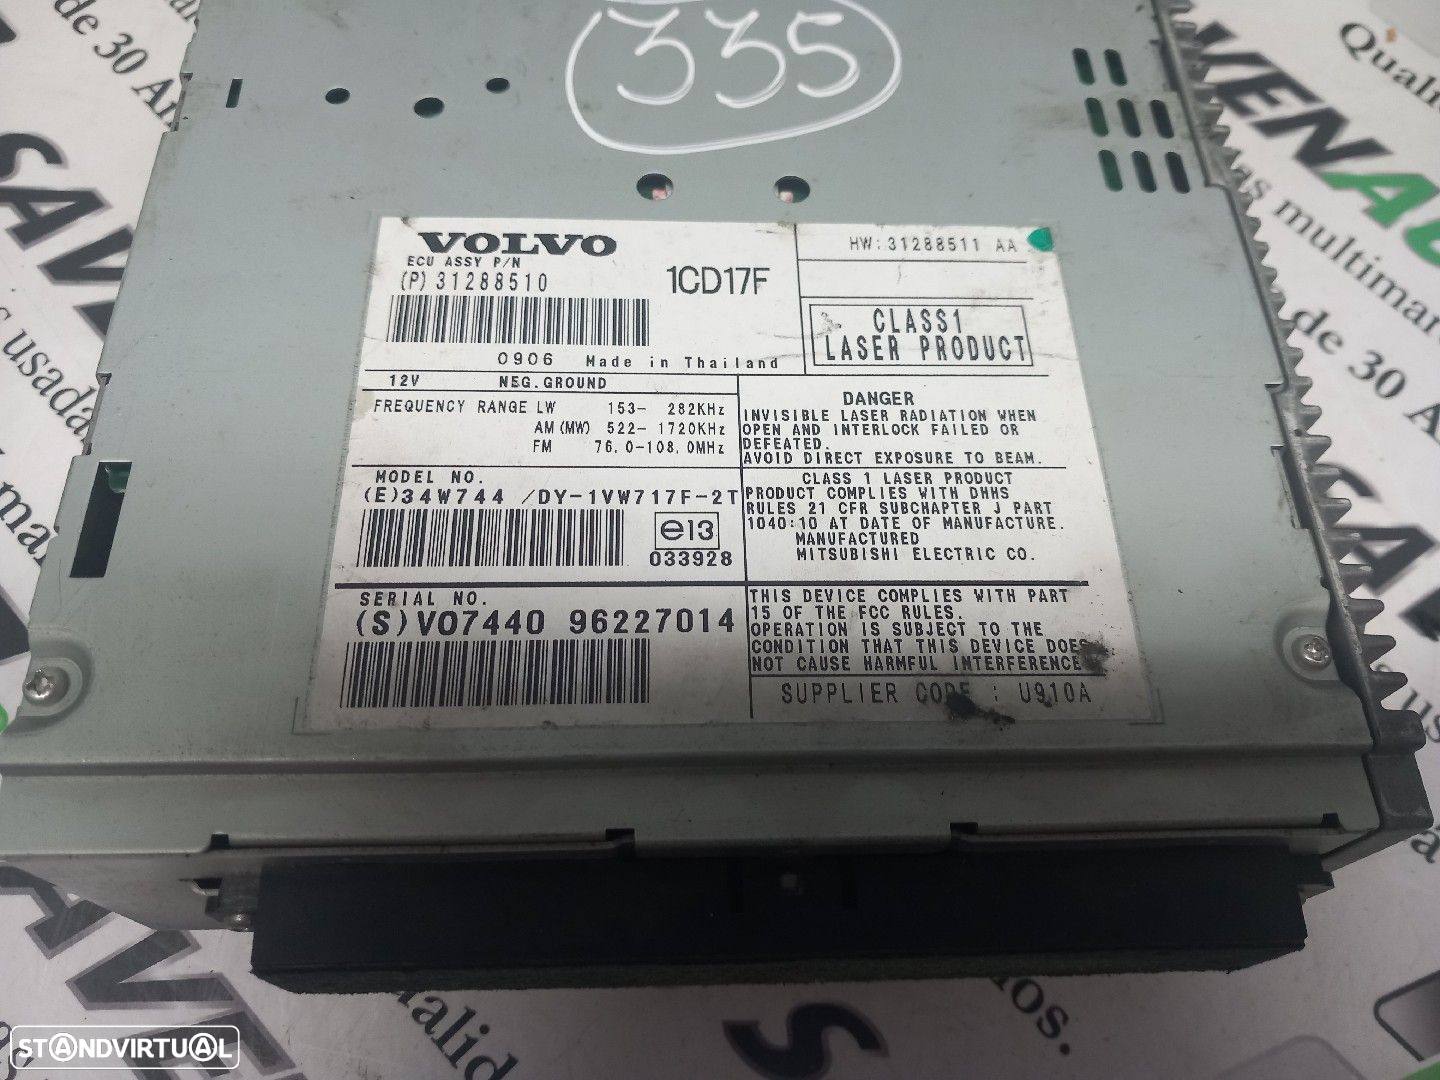 335
VOLVO
ECU ASSY P/N
(P) 31288510
1CD17F
HW: 31288511 AA
CLASS1
LASER PRODUCT
0906 Made in Thailand
12V NEG. GROUND
FREQUENCY RANGE LW 153- 282KHz
AM (MW) 522- 1720KHz
FM 76.0-108.0MHz
DANGER
INVISIBLE LASER RADIATION WHEN
OPEN AND INTERLOCK FAILED OR
DEFEATED.
AVOID DIRECT EXPOSURE TO BEAM.
MODEL NO.
(E)34W744 /DY-1VW717F-2T
e13
033928
CLASS 1 LASER PRODUCT
PRODUCT COMPLIES WITH DHHS
RULES 21 CFR SUBCHAPTER J PART
1040:10 AT DATE OF MANUFACTURE.
MANUFACTURED
MITSUBISHI ELECTRIC CO.
SERIAL NO.
(S)VO7440 96227014
THIS DEVICE COMPLIES WITH PART
15 OF THE FCC RULES.
OPERATION IS SUBJECT TO THE
CONDITION THAT THIS DEVICE DOES
NOT CAUSE HARMFUL INTERFERENCE
SUPPLIER CODE : U910A
STANDVIRTUAL